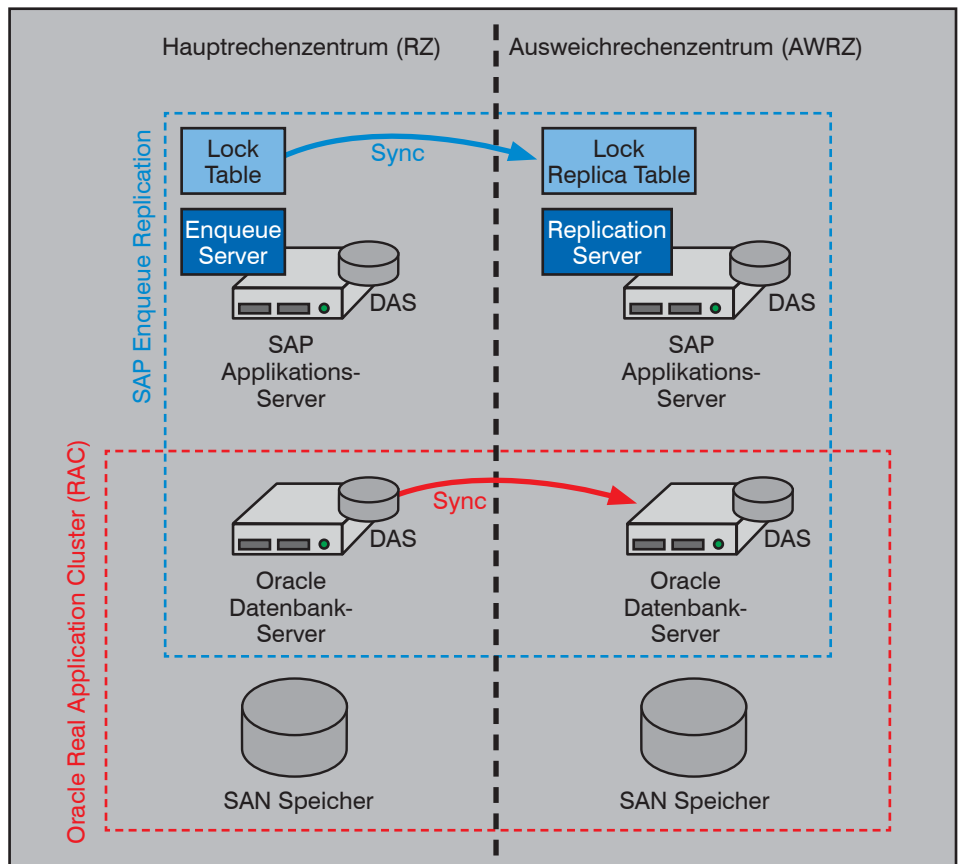 Hauptrechenzentrum (RZ)
Ausweichrechenzentrum (AWRZ)
SAP Enqueue Replication
Lock
Table
Sync
Lock
Replica Table
Enqueue
Server
DAS
Replication
Server
DAS
SAP
Applikations-
Server
SAP
Applikations-
Server
Oracle Real Application Cluster (RAC)
Sync
DAS
DAS
Oracle
Datenbank-
Server
Oracle
Datenbank-
Server
SAN Speicher
SAN Speicher